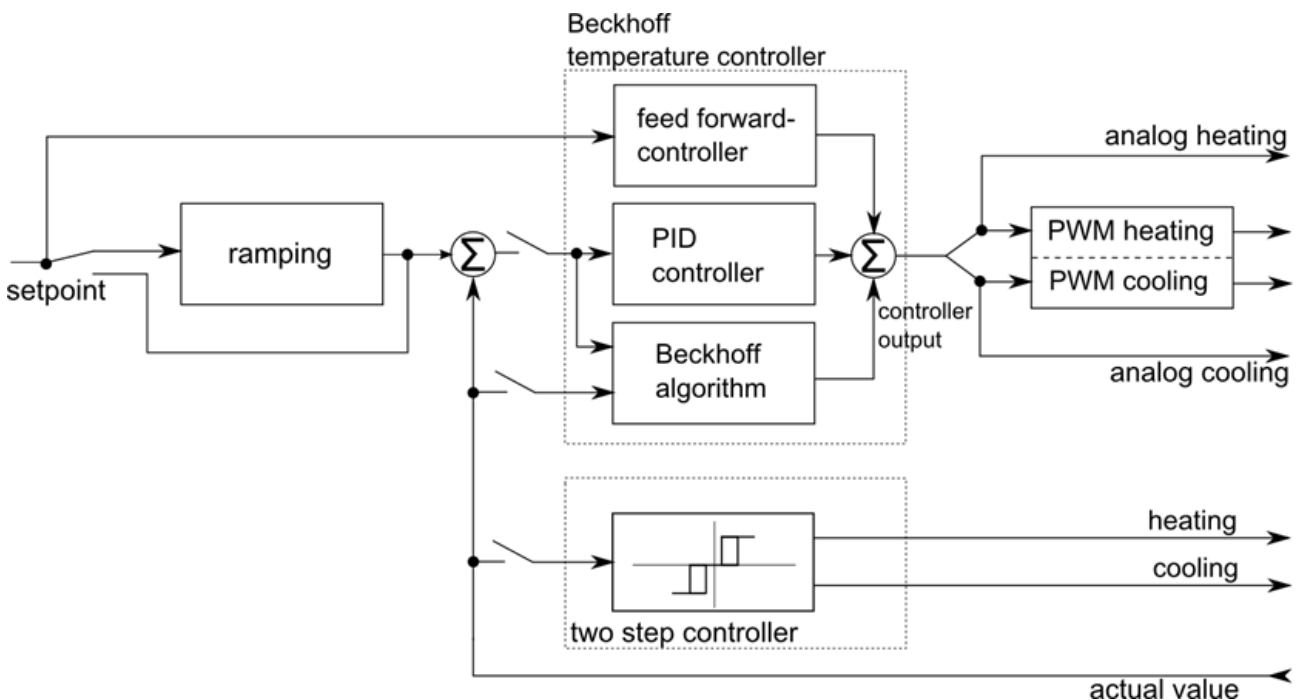 Beckhoff
temperature controller
feed forward-
controller
analog heating
setpoint
ramping
Σ
PID
controller
Σ
PWM heating
PWM cooling
controller
output
Beckhoff
algorithm
analog cooling
heating
cooling
two step controller
actual value